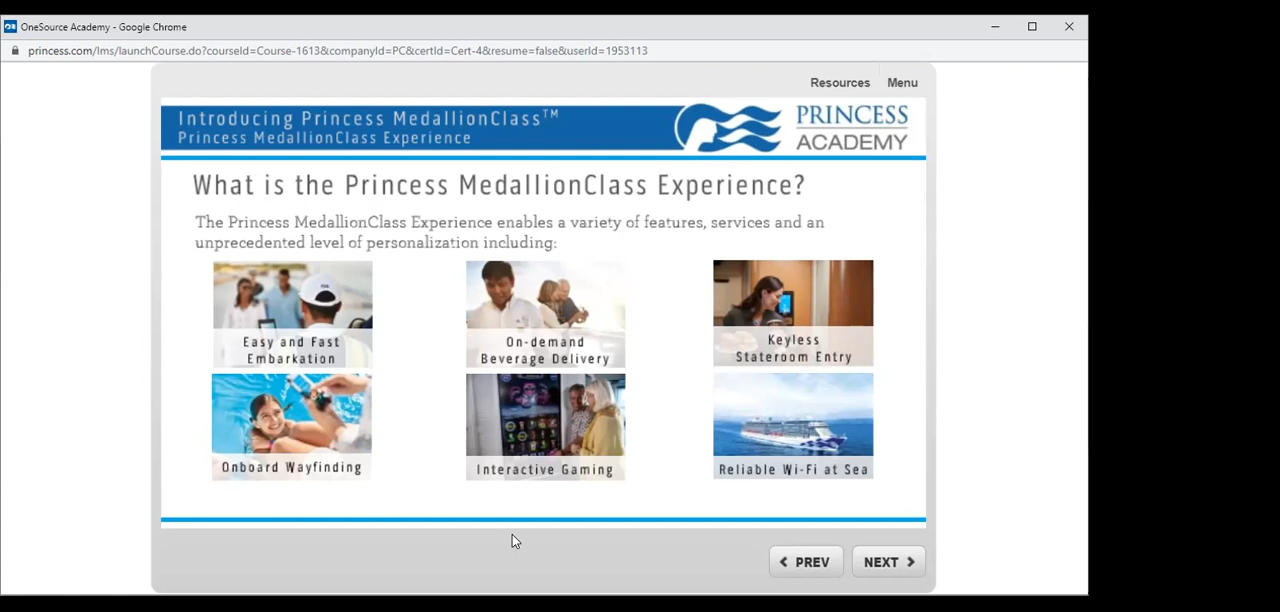 OneSource Academy - Google Chrome
princess.com/lms/launchCourse.do?courseId=Course-1613&companyId=PC&certId=Cert-4&resume=false&userId=1953113
Resources Menu
Introducing Princess MedallionClass™
Princess MedallionClass Experience
PRINCESS
ACADEMY
What is the Princess MedallionClass Experience?
The Princess MedallionClass Experience enables a variety of features, services and an
unprecedented level of personalization including:
Easy and Fast
Embarkation
On-demand
Beverage Delivery
Keyless
Stateroom Entry
Onboard Wayfinding
Interactive Gaming
Reliable Wi-Fi at Sea
PREV
NEXT